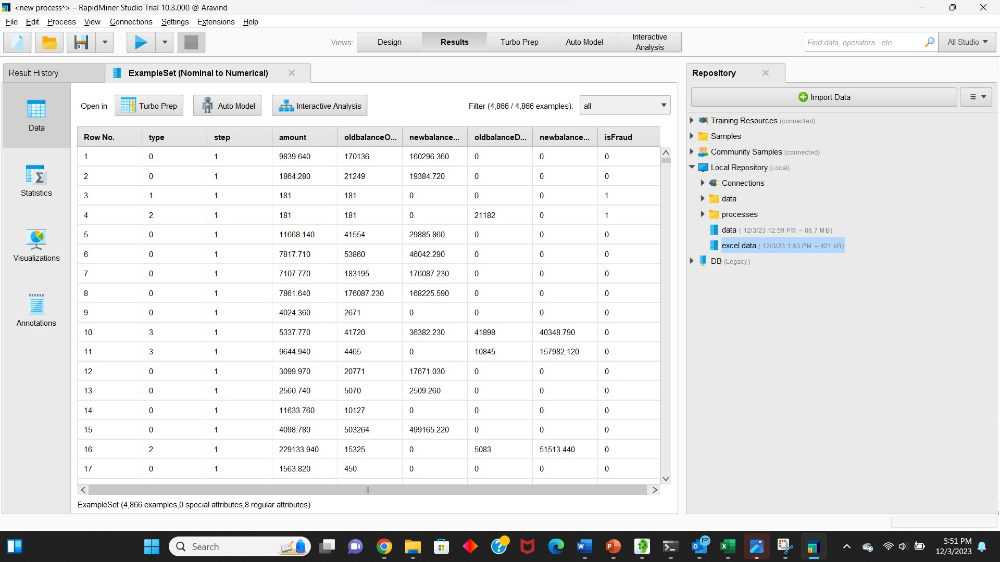 <new process*> – RapidMiner Studio Trial 10.3.000 @ Aravind
File Edit Process View Connections Settings Extensions Help
Views: Design Results Turbo Prep Auto Model Interactive Analysis Find data, operators...etc All Studio
Result History ExampleSet (Nominal to Numerical) Repository
Open in Turbo Prep Auto Model Interactive Analysis Filter (4,866 / 4,866 examples): all
Data
Statistics
Visualizations
Annotations
Row No. type step amount oldbalanceO... newbalance... oldbalanceD... newbalance... isFraud
1 0 1 9839.640 170136 160296.360 0 0 0
2 0 1 1864.280 21249 19384.720 0 0 0
3 1 1 181 181 0 0 0 1
4 2 1 181 181 0 21182 0 1
5 0 1 11668.140 41554 29885.860 0 0 0
6 0 1 7817.710 53860 46042.290 0 0 0
7 0 1 7107.770 183195 176087.230 0 0 0
8 0 1 7861.640 176087.230 168225.590 0 0 0
9 0 1 4024.360 2671 0 0 0 0
10 3 1 5337.770 41720 36382.230 41898 40348.790 0
11 3 1 9644.940 4465 0 10845 157982.120 0
12 0 1 3099.970 20771 17671.030 0 0 0
13 0 1 2560.740 5070 2509.260 0 0 0
14 0 1 11633.760 10127 0 0 0 0
15 0 1 4098.780 503264 499165.220 0 0 0
16 2 1 229133.940 15325 0 5083 51513.440 0
17 0 1 1563.820 450 0 0 0 0
ExampleSet (4,866 examples,0 special attributes,8 regular attributes)
Import Data
Training Resources (connected)
Samples
Community Samples (connected)
Local Repository (Local)
Connections
data
processes
data ( 12/3/23 12:59 PM – 88.7 MB)
excel data ( 12/3/23 1:53 PM – 421 kB)
DB (Legacy)
Search
5:51 PM
12/3/2023